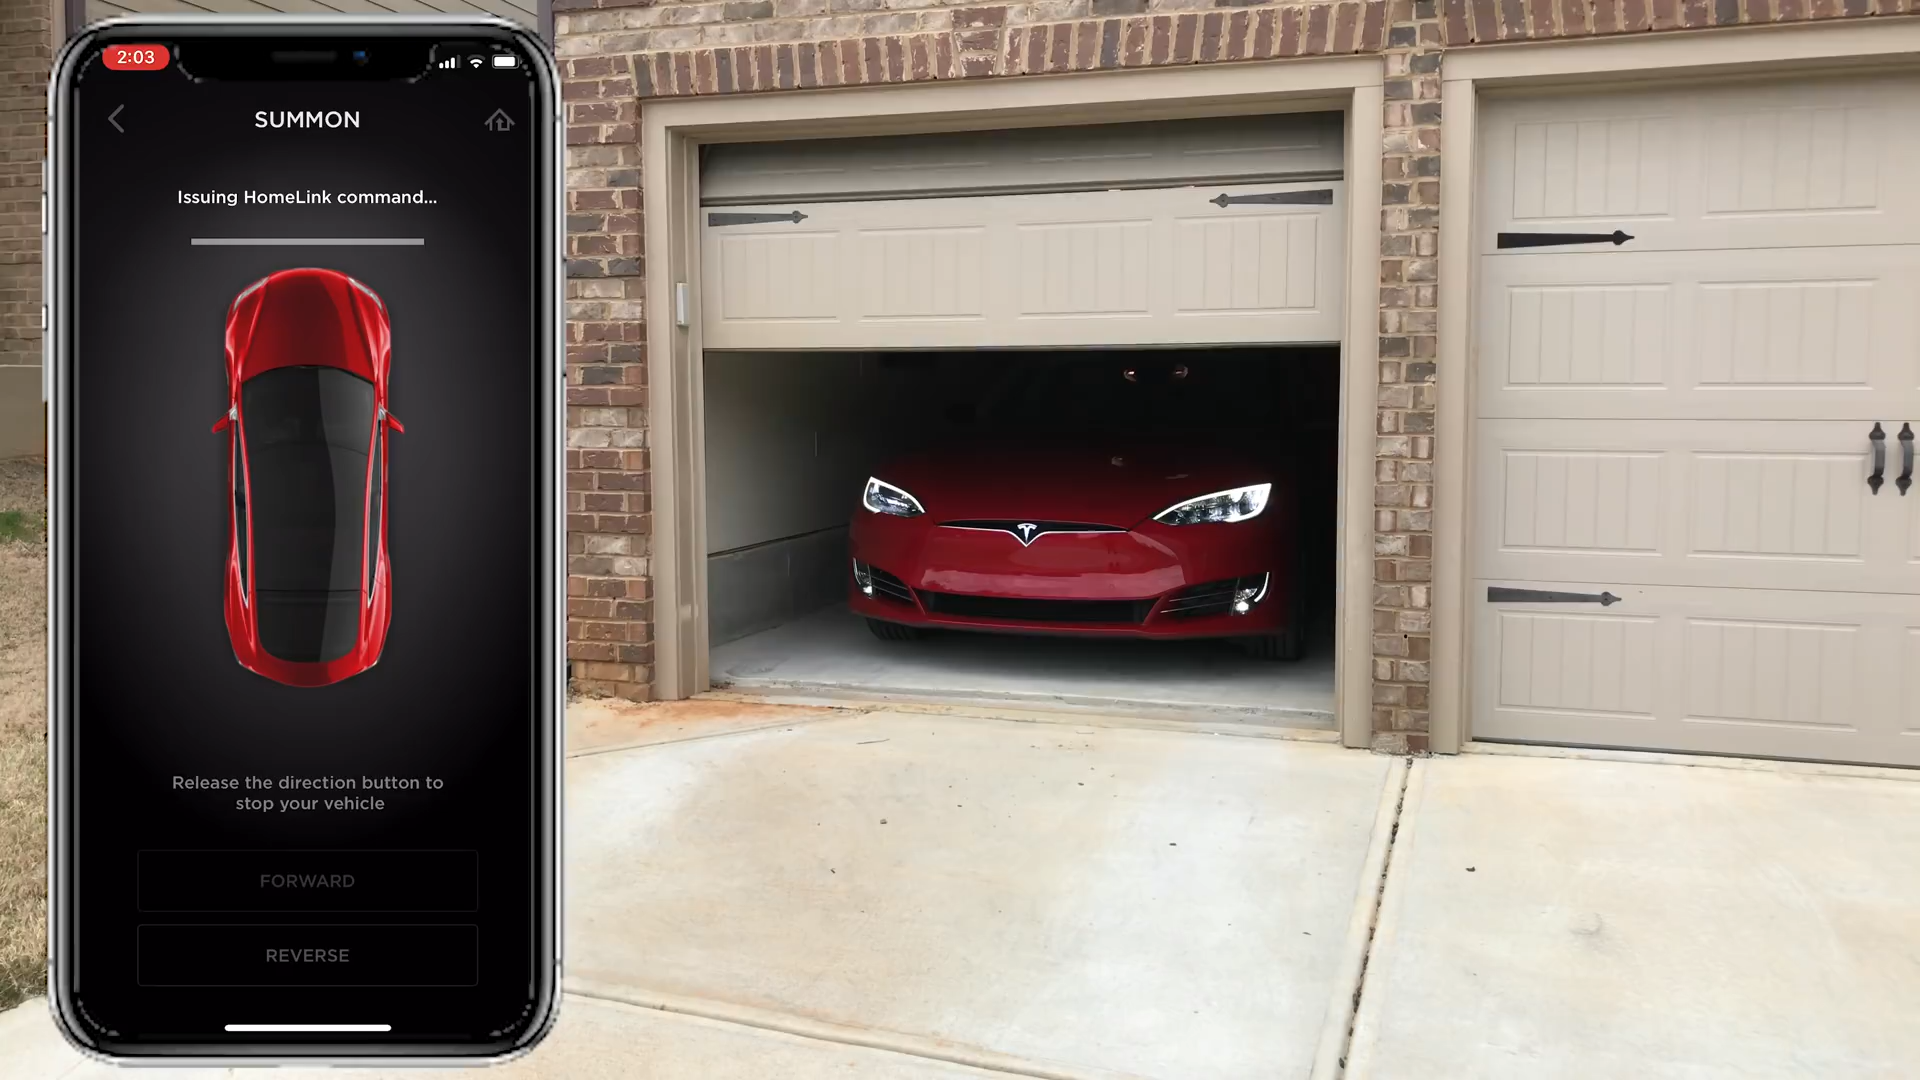 2:03
SUMMON
Issuing HomeLink command...
Release the direction button to
stop your vehicle
FORWARD
REVERSE